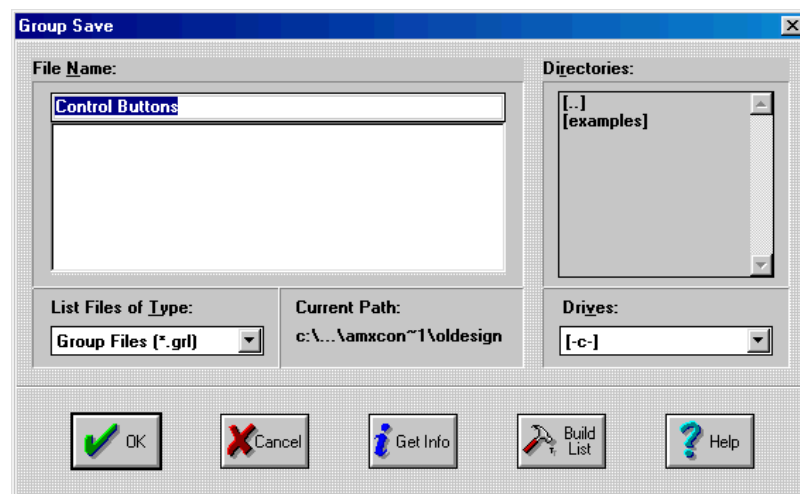 Group Save
File Name:
Control Buttons
List Files of Type:
Group Files (*.grl)
Current Path:
c:\...\amxcon~1\oldesign
Directories:
[..]
[examples]
Drives:
[-c-]
OK
Cancel
Get Info
Build
List
Help